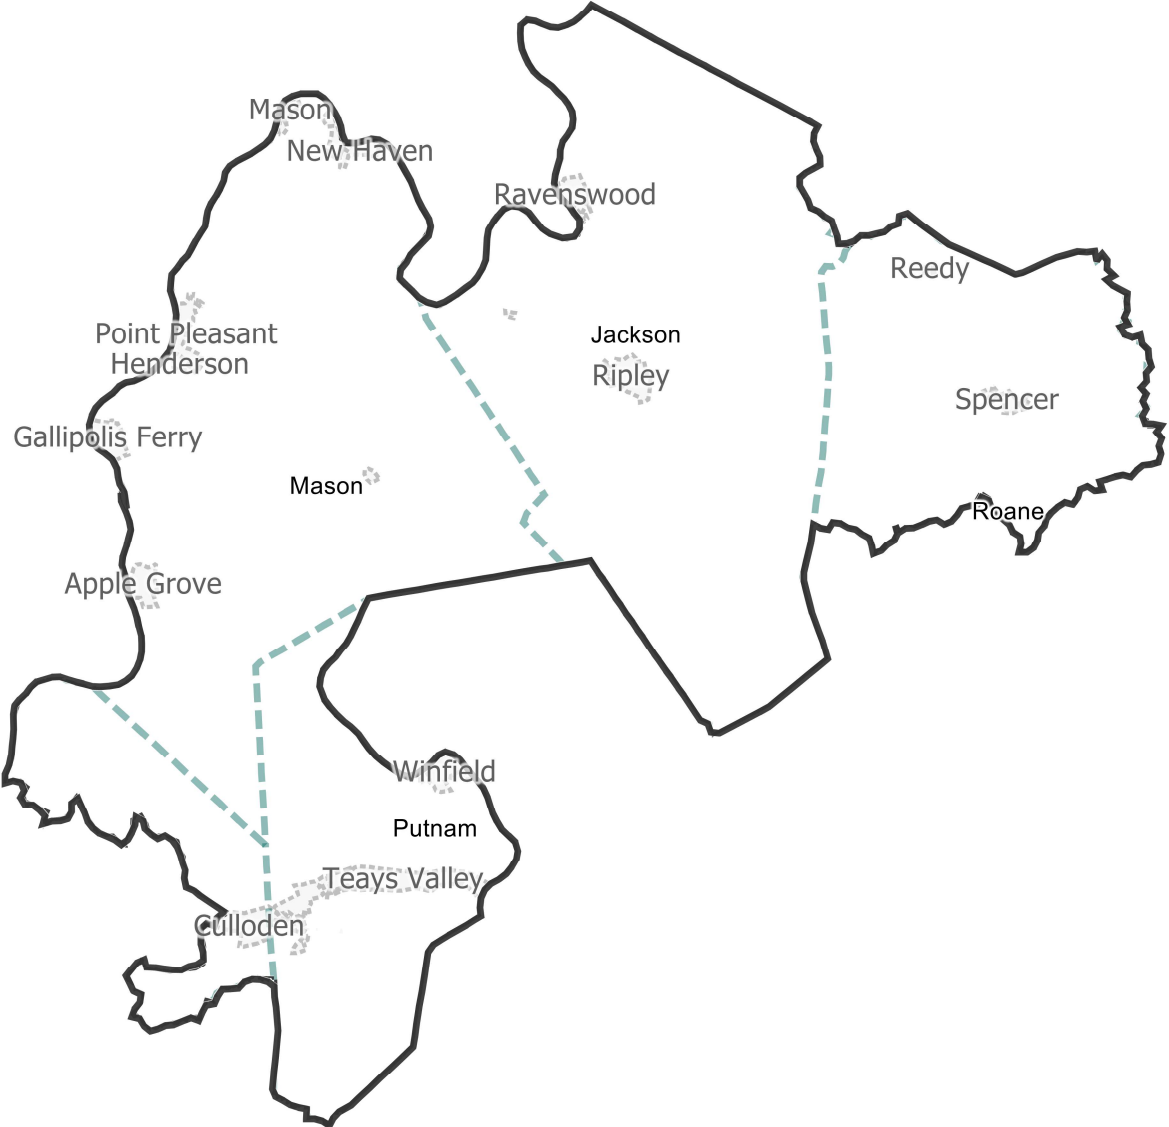 Mason
New Haven
Ravenswood
Reedy
Point Pleasant
Jackson
Henderson
Ripley
Spencer
Gallipolis Ferry
Mason
Roane
Apple Grove
Winfield
Putnam
Teays Valley
Culloden